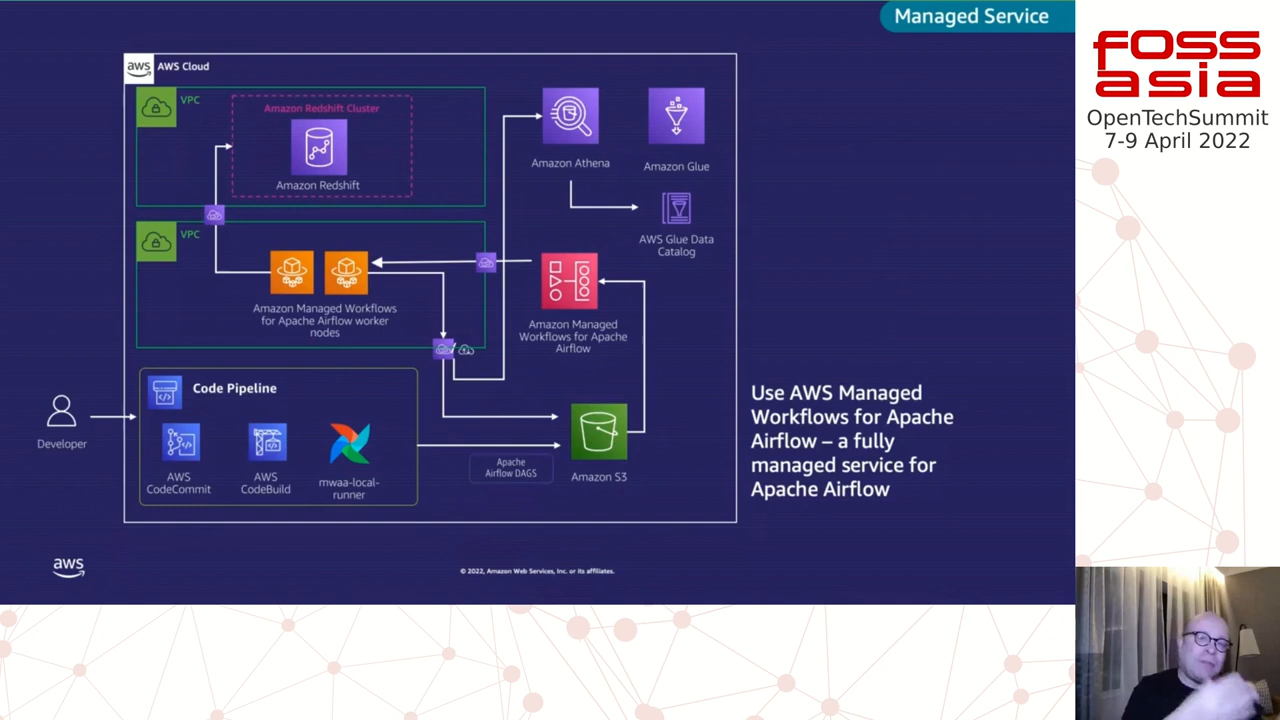 Managed Service
aws
AWS Cloud
VPC
Amazon Redshift Cluster
Amazon Redshift
Amazon Athena
Amazon Glue
AWS Glue Data
Catalog
VPC
Amazon Managed Workflows
for Apache Airflow worker
nodes
Amazon Managed
Workflows for Apache
Airflow
Developer
Code Pipeline
AWS
CodeCommit
AWS
CodeBuild
mwaa-local-
runner
Apache
Airflow DAGS
Amazon S3
Use AWS Managed
Workflows for Apache
Airflow – a fully
managed service for
Apache Airflow
aws
© 2022, Amazon Web Services, Inc. or its affiliates.
FOSS
asia
OpenTechSummit
7-9 April 2022